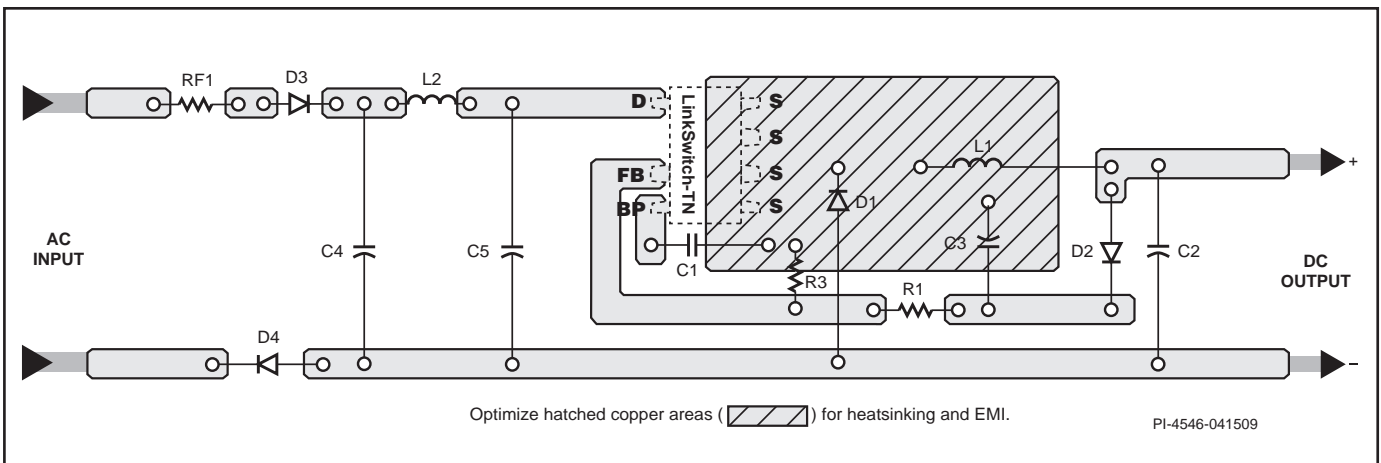 RF1
D3
L2
D
S
LinkSwitch-TN
S
FB
S
BP
S
L1
+
D1
C1
C3
R3
R1
D2
C2
C4
C5
AC
INPUT
DC
OUTPUT
D4
–
Optimize hatched copper areas ( ) for heatsinking and EMI.
PI-4546-041509